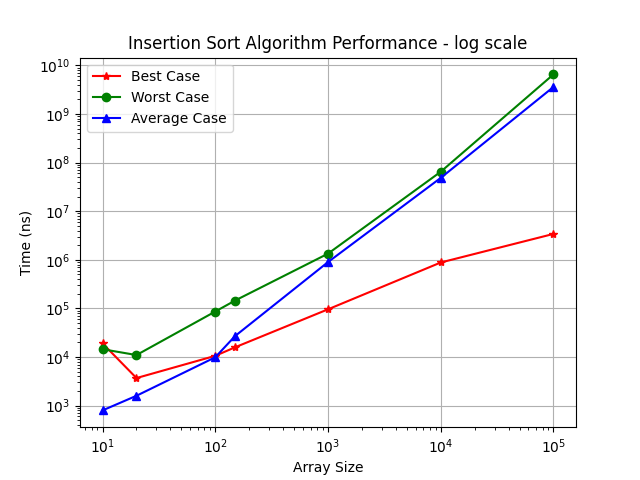 Insertion Sort Algorithm Performance - log scale
Best Case
Worst Case
Average Case
Time (ns)
10^10
10^9
10^8
10^7
10^6
10^5
10^4
10^3
10^1 10^2 10^3 10^4 10^5
Array Size